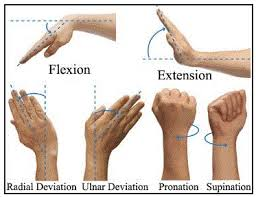 Flexion
Extension
Radial Deviation
Ulnar Deviation
Pronation
Supination